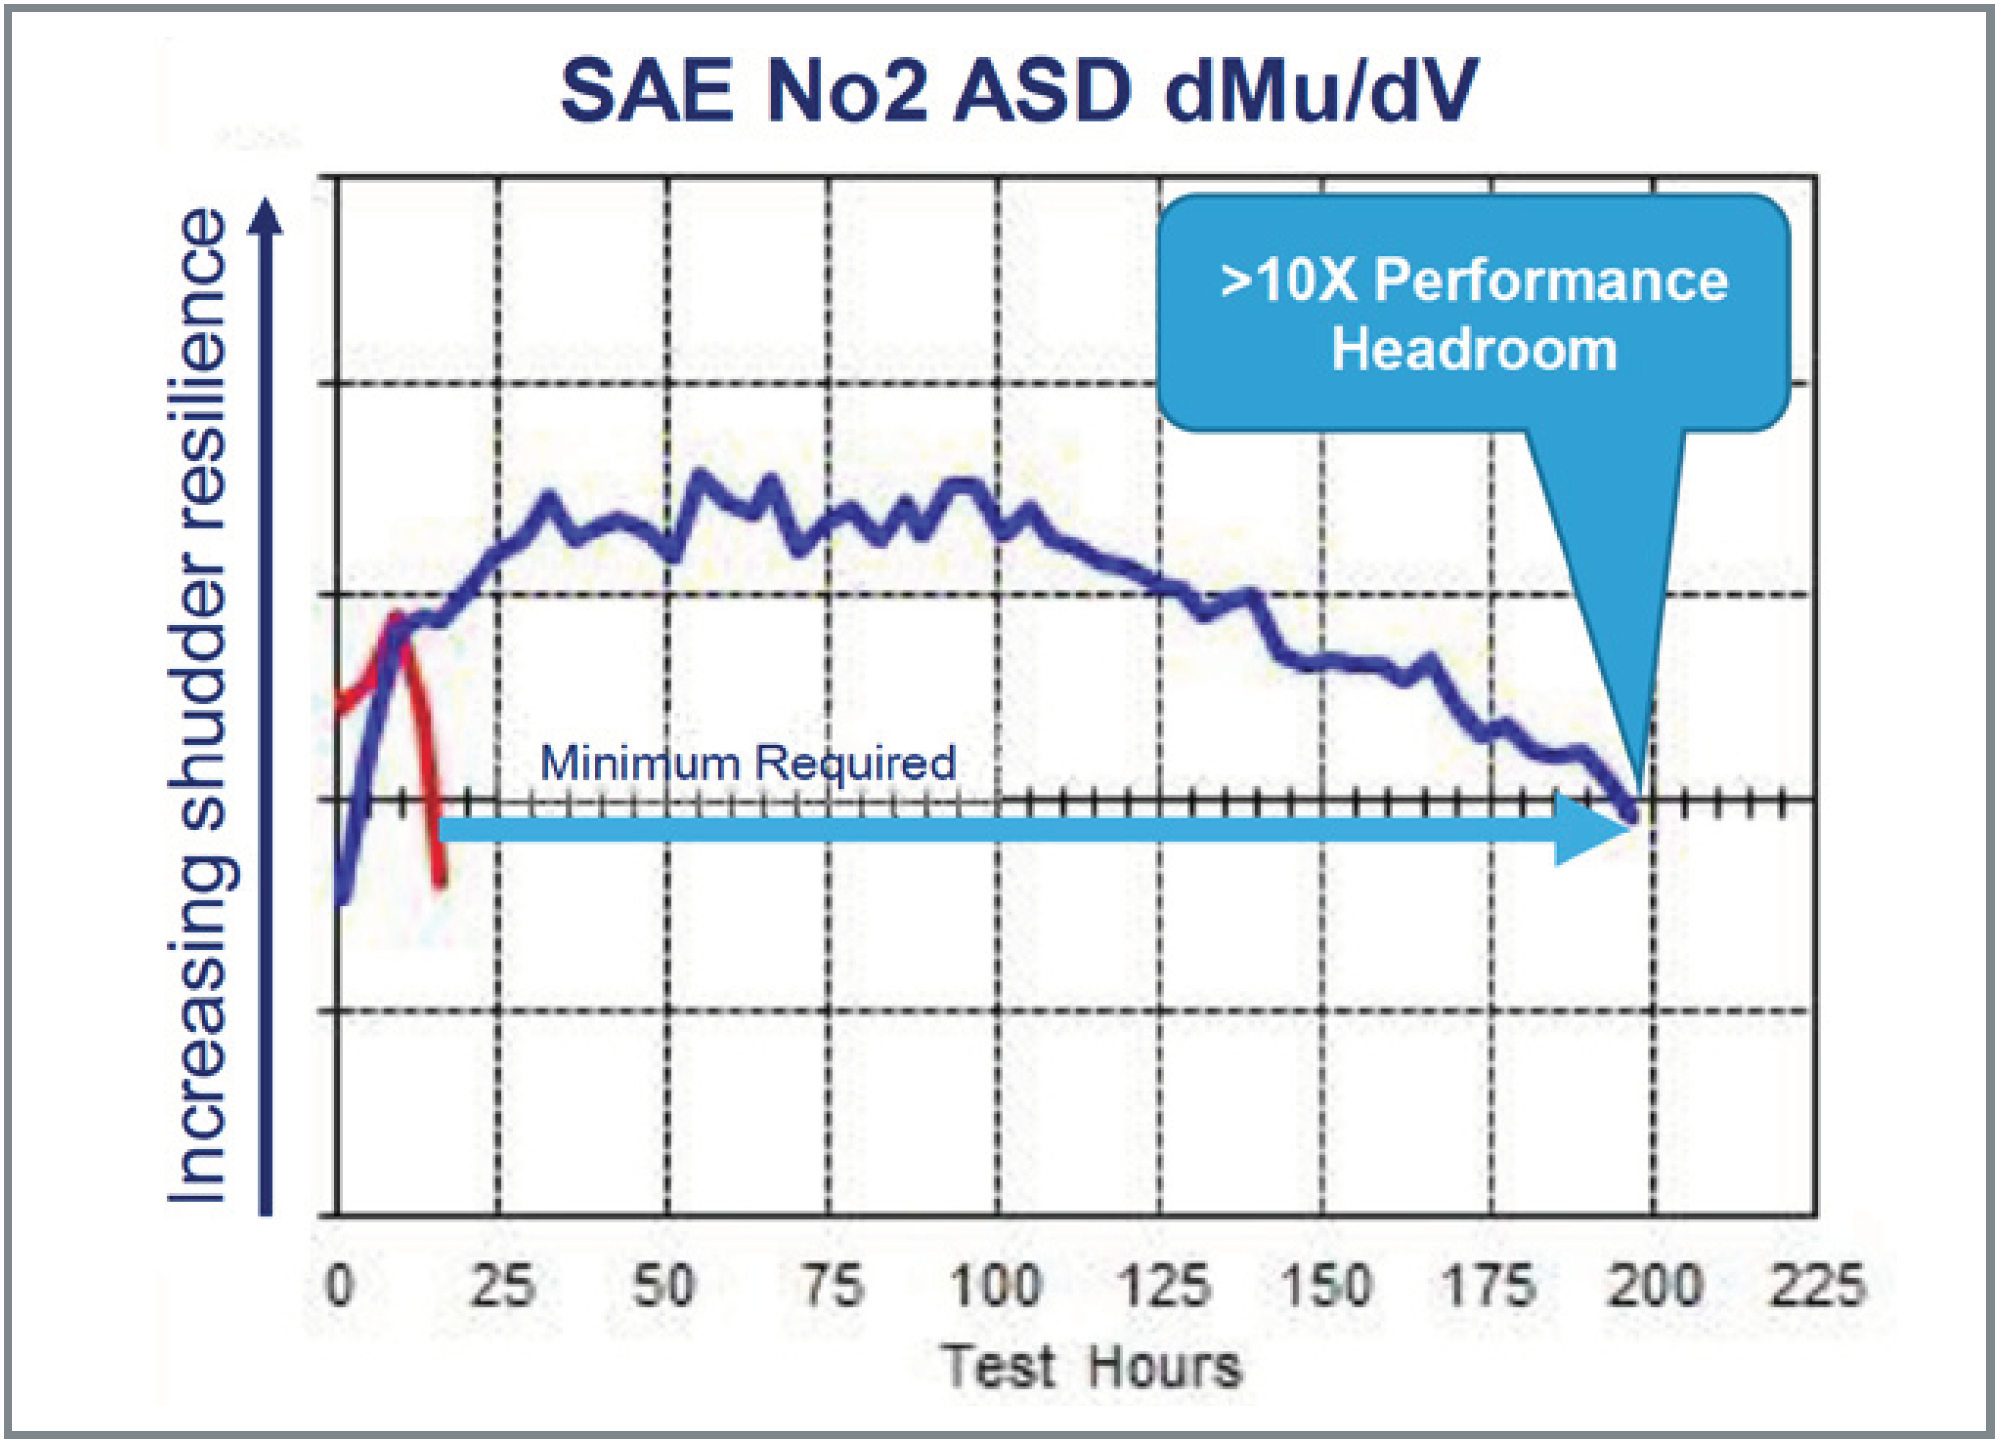 SAE No2 ASD dMu/dV
Increasing shudder resilience
>10X Performance
Headroom
Minimum Required
0 25 50 75 100 125 150 175 200 225
Test Hours